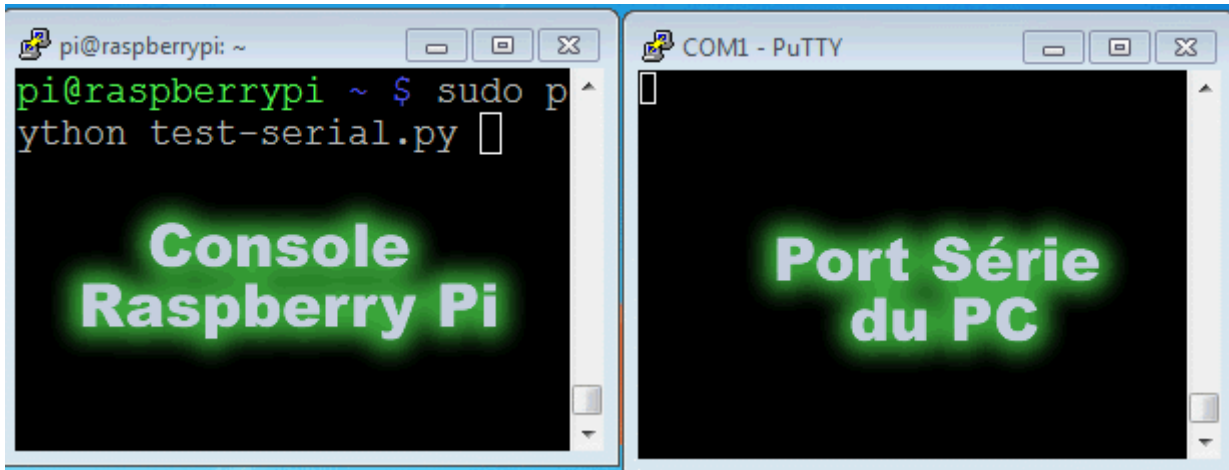 pi@raspberrypi: ~
pi@raspberrypi ~ $ sudo p
ython test-serial.py
Console
Raspberry Pi
COM1 - PuTTY
Port Série
du PC